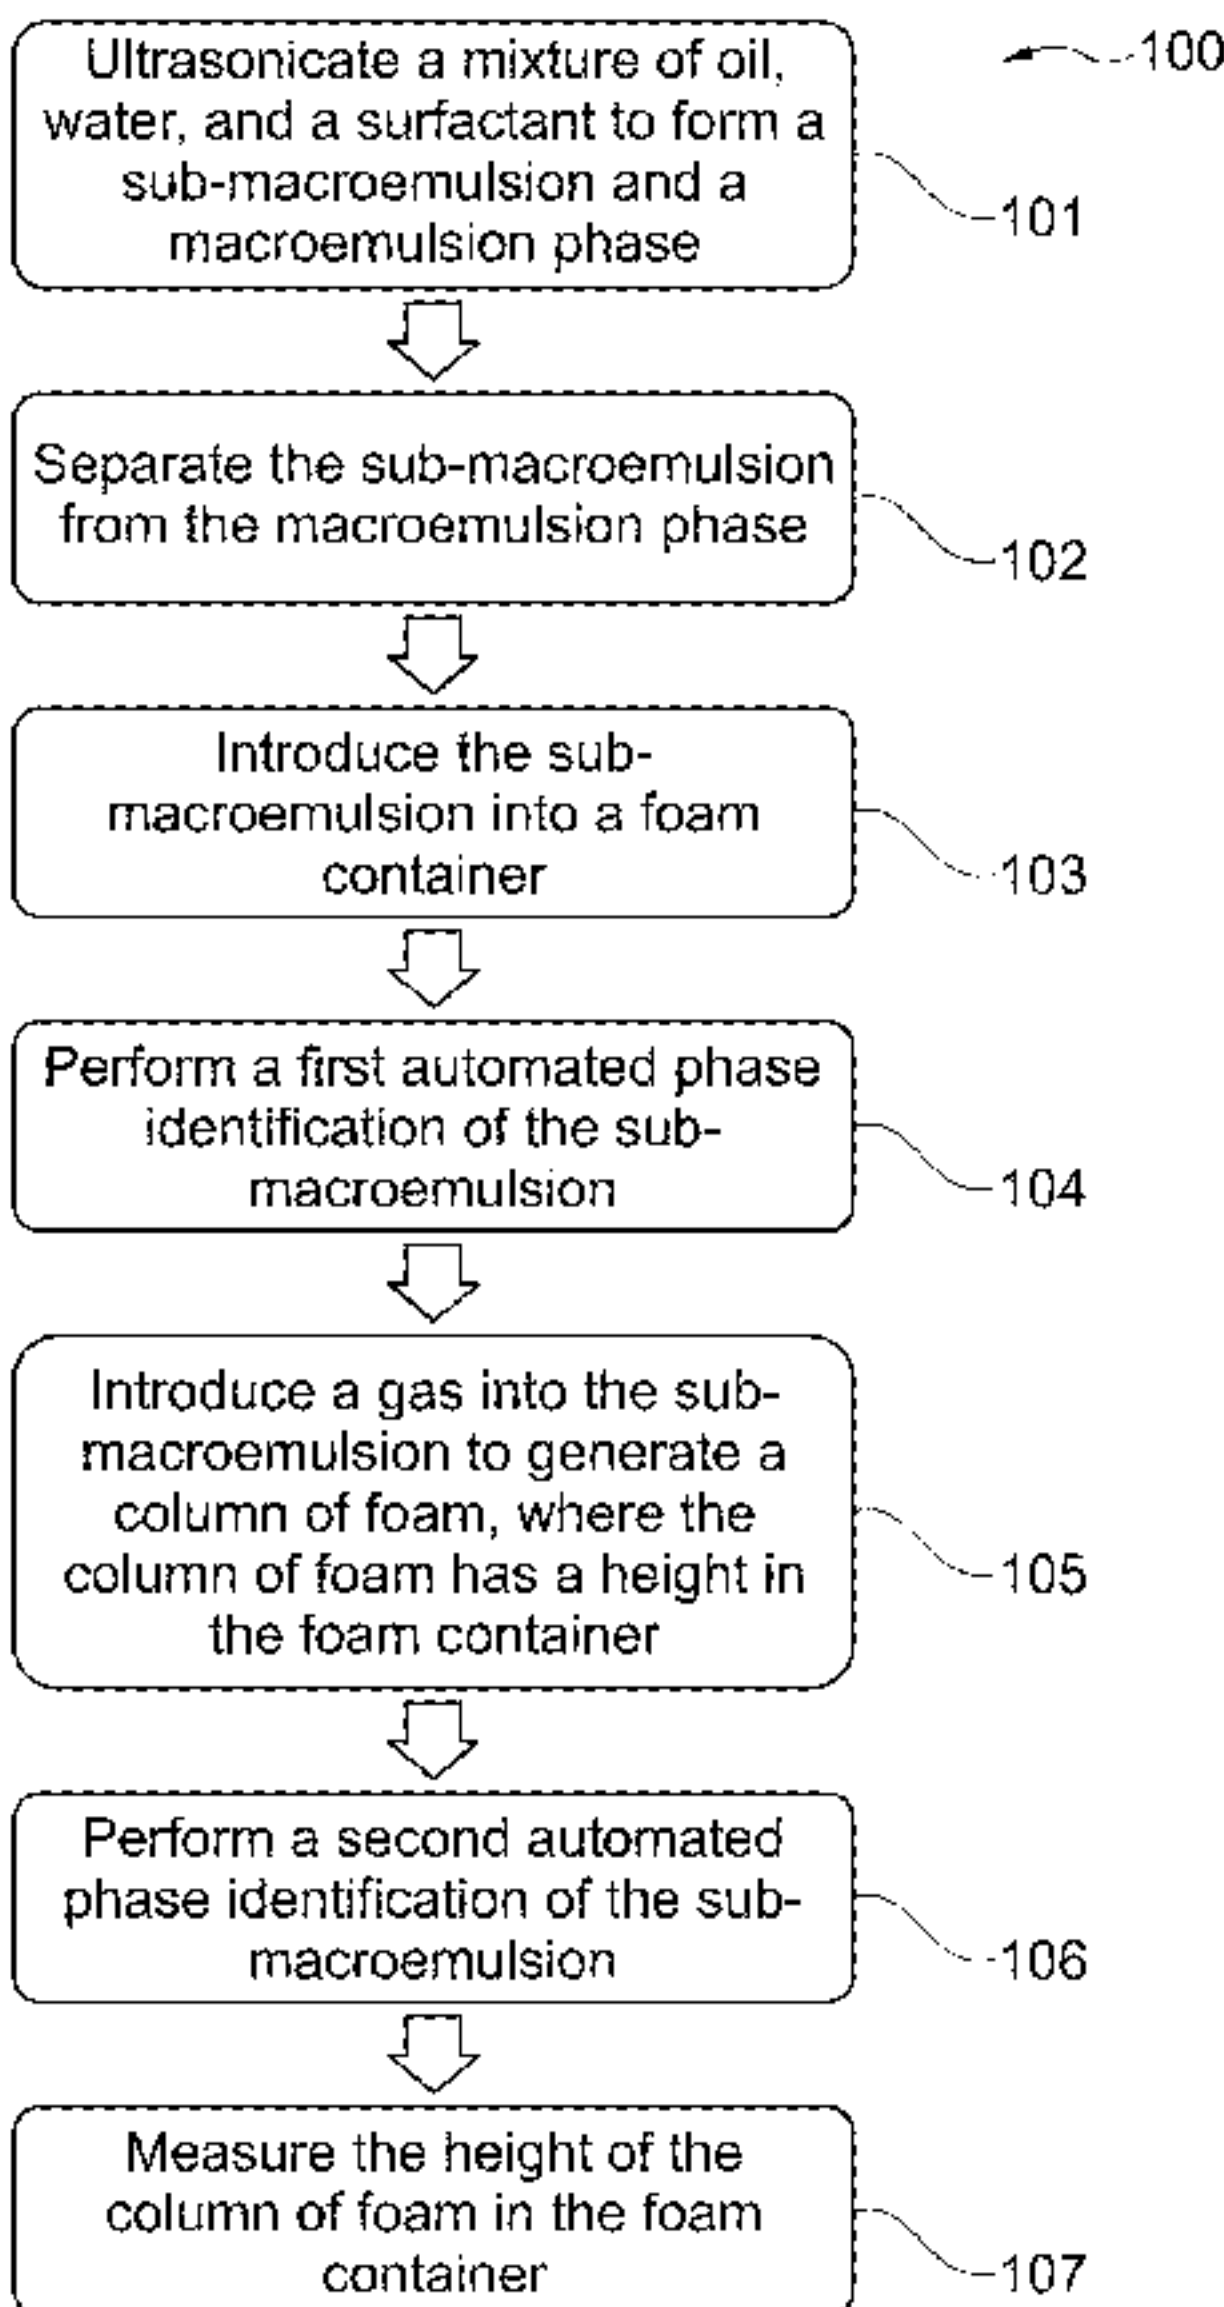 100
Ultrasonicate a mixture of oil,
water, and a surfactant to form a
sub-macroemulsion and a
macroemulsion phase
101
Separate the sub-macroemulsion
from the macroemulsion phase
102
Introduce the sub-
macroemulsion into a foam
container
103
Perform a first automated phase
identification of the sub-
macroemulsion
104
Introduce a gas into the sub-
macroemulsion to generate a
column of foam, where the
column of foam has a height in
the foam container
105
Perform a second automated
phase identification of the sub-
macroemulsion
106
Measure the height of the
column of foam in the foam
container
107